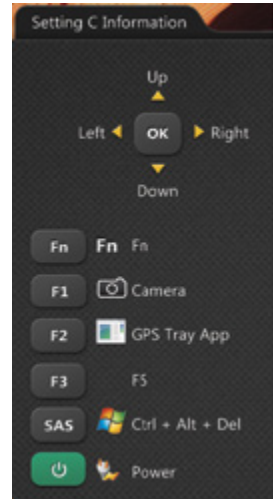 Setting C Information
Up
Left OK Right
Down
Fn Fn Fn
F1 Camera
F2 GPS Tray App
F3 F5
SAS Ctrl + Alt + Del
Power